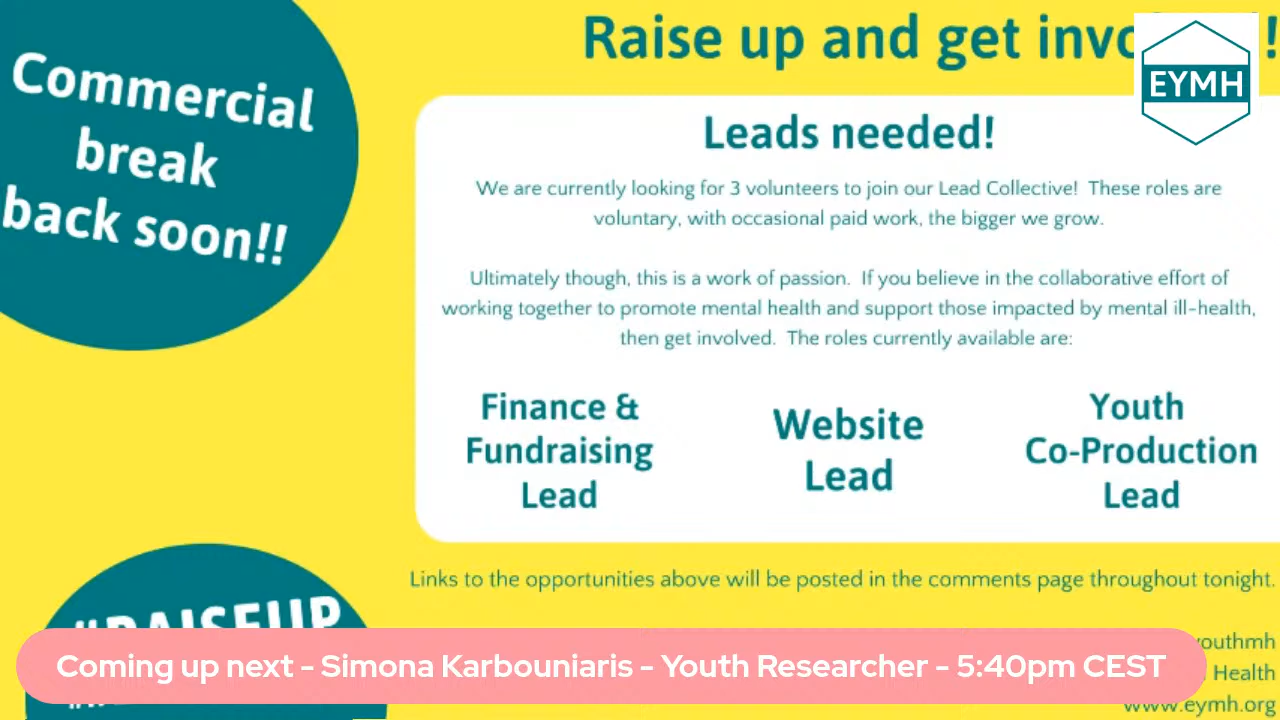 Commercial
break
back soon!!
Raise up and get
EYMH
Leads needed!
We are currently looking for 3 volunteers to join our Lead Collective! These roles are
voluntary, with occasional paid work, the bigger we grow.
Ultimately though, this is a work of passion. If you believe in the collaborative effort of
working together to promote mental health and support those impacted by mental ill-health,
then get involved. The roles currently available are:
Finance &
Fundraising
Lead
Website
Lead
Youth
Co-Production
Lead
Links to the opportunities above will be posted in the comments page throughout tonight.
#RAISEUP
youthmh
Health
www.eymh.org
Coming up next - Simona Karbouniaris - Youth Researcher - 5:40pm CEST